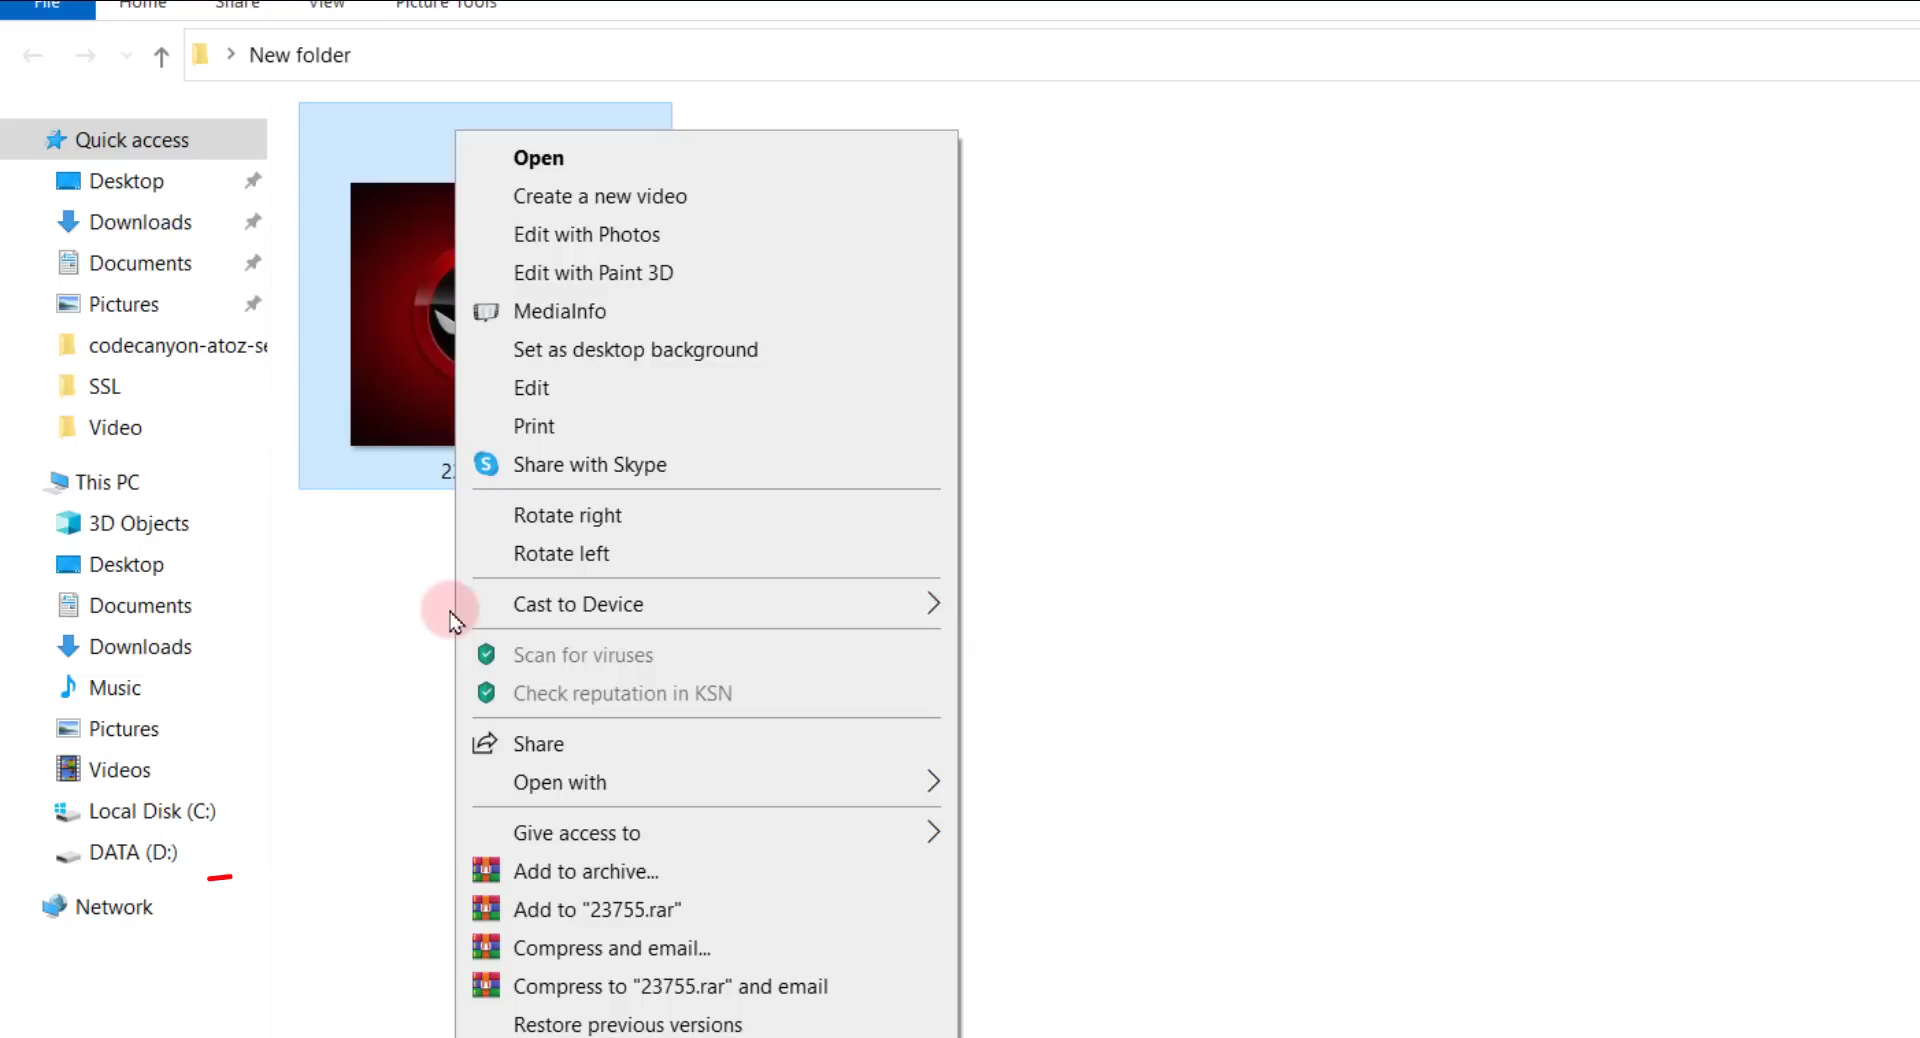 File
Home
Share
View
Picture Tools
New folder
Quick access
Desktop
Downloads
Documents
Pictures
codecanyon-atoz-se
SSL
Video
This PC
3D Objects
Desktop
Documents
Downloads
Music
Pictures
Videos
Local Disk (C:)
DATA (D:)
Network
Open
Create a new video
Edit with Photos
Edit with Paint 3D
MediaInfo
Set as desktop background
Edit
Print
Share with Skype
Rotate right
Rotate left
Cast to Device
Scan for viruses
Check reputation in KSN
Share
Open with
Give access to
Add to archive...
Add to "23755.rar"
Compress and email...
Compress to "23755.rar" and email
Restore previous versions